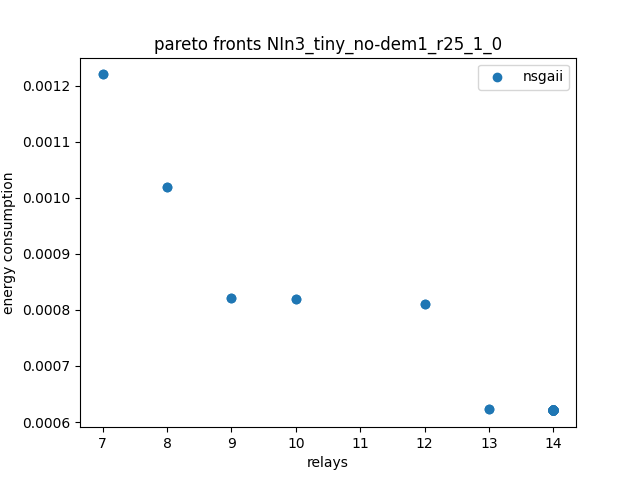 pareto fronts NIn3_tiny_no-dem1_r25_1_0
nsgaii
0.0012
0.0011
0.0010
0.0009
0.0008
0.0007
0.0006
energy consumption
7 8 9 10 11 12 13 14
relays